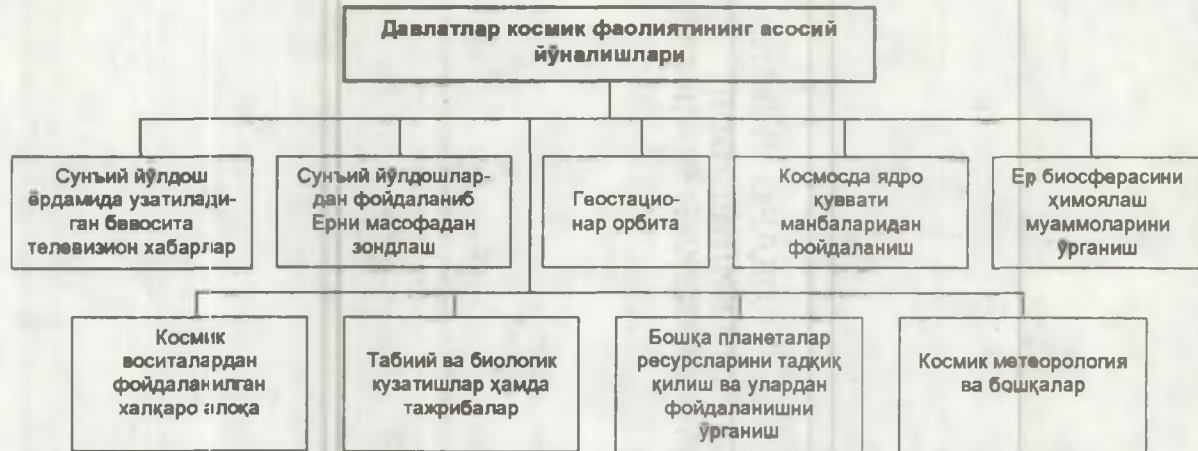 Давлатлар космик фаолиятининг асосий
йўналишлари
Сунъий йўлдош
ёрдамида узатилади-
ган бевосита
телевизион хабарлар
Сунъий йўлдошлар-
дан фойдаланиб
Ерни масофадан
зондлаш
Геостацио-
нар орбита
Космосда ядро
қуввати
манбаларидан
фойдаланиш
Ер биосферасини
ҳимоялаш
муаммоларини
ўрганиш
Космик
воситалардан
фойдаланилган
халқаро алоқа
Табиий ва биологик
кузатишлар ҳамда
тажрибалар
Бошқа планеталар
ресурсларини тадқиқ
қилиш ва улардан
фойдаланишни
ўрганиш
Космик метеорология
ва бошқалар